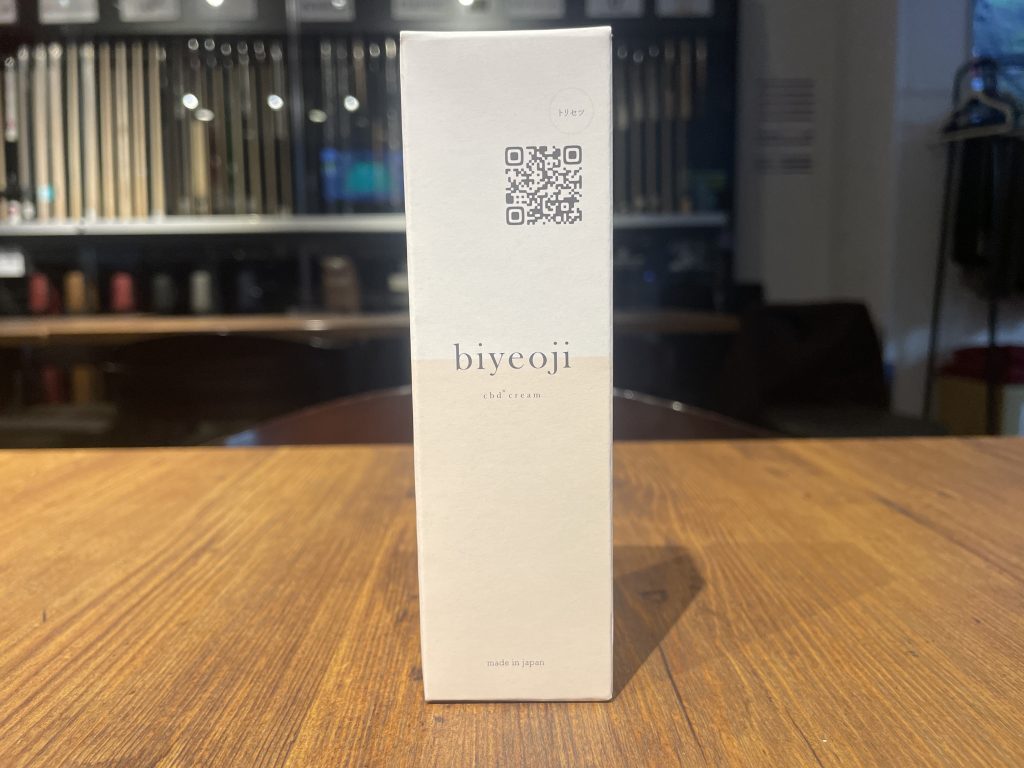 トリセツ
biyeoji
cbd+cream
made in japan